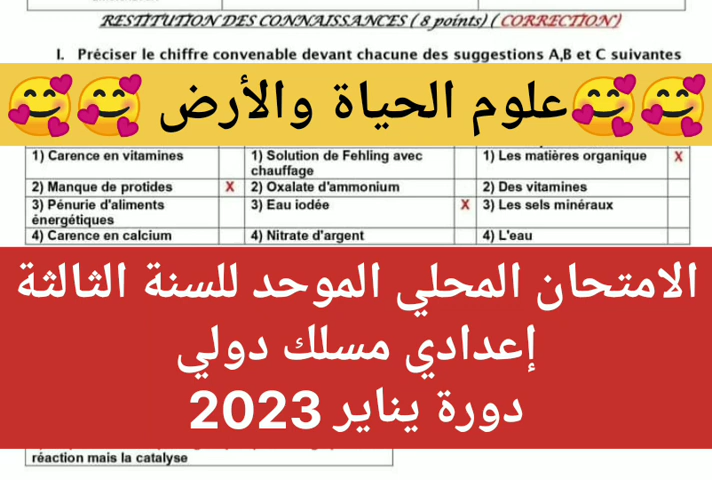 RESTITUTION DES CONNAISSANCES ( 8 points) ( CORRECTION)
I. Préciser le chiffre convenable devant chacune des suggestions A,B et C suivantes
🥰🥰 علوم الحياة والأرض 🥰🥰
1) Carence en vitamines
1) Solution de Fehling avec chauffage
1) Les matières organique X
2) Manque de protides X
2) Oxalate d'ammonium
2) Des vitamines
3) Pénurie d'aliments énergétiques
3) Eau iodée X
3) Les sels minéraux
4) Carence en calcium
4) Nitrate d'argent
4) L'eau
الامتحان المحلي الموحد للسنة الثالثة
إعدادي مسلك دولي
دورة يناير 2023
réaction mais la catalyse